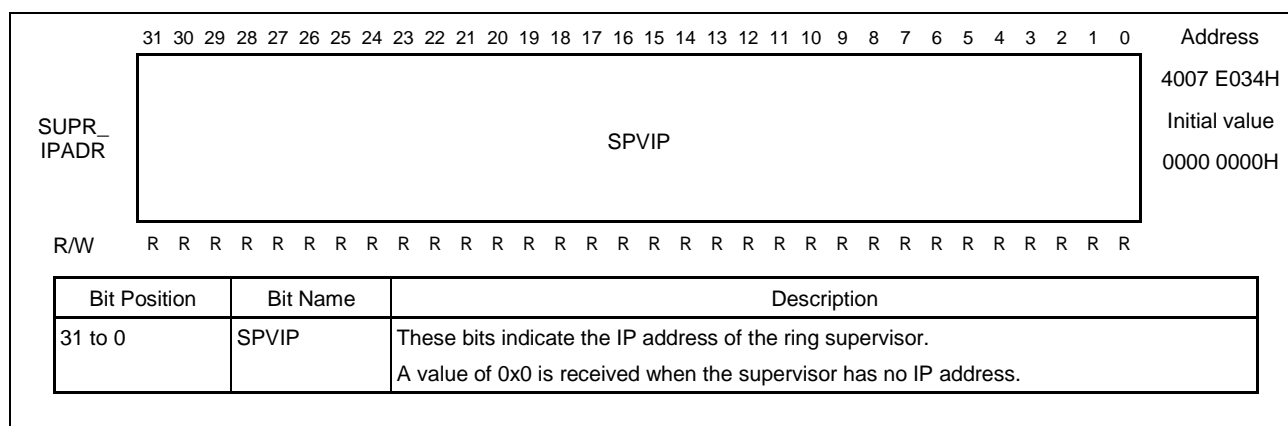 31 30 29 28 27 26 25 24 23 22 21 20 19 18 17 16 15 14 13 12 11 10 9 8 7 6 5 4 3 2 1 0 Address
4007 E034H
SUPR_
IPADR
SPVIP
Initial value
0000 0000H
R/W R R R R R R R R R R R R R R R R R R R R R R R R R R R R R R R R
Bit Position Bit Name Description
31 to 0 SPVIP These bits indicate the IP address of the ring supervisor.
A value of 0x0 is received when the supervisor has no IP address.